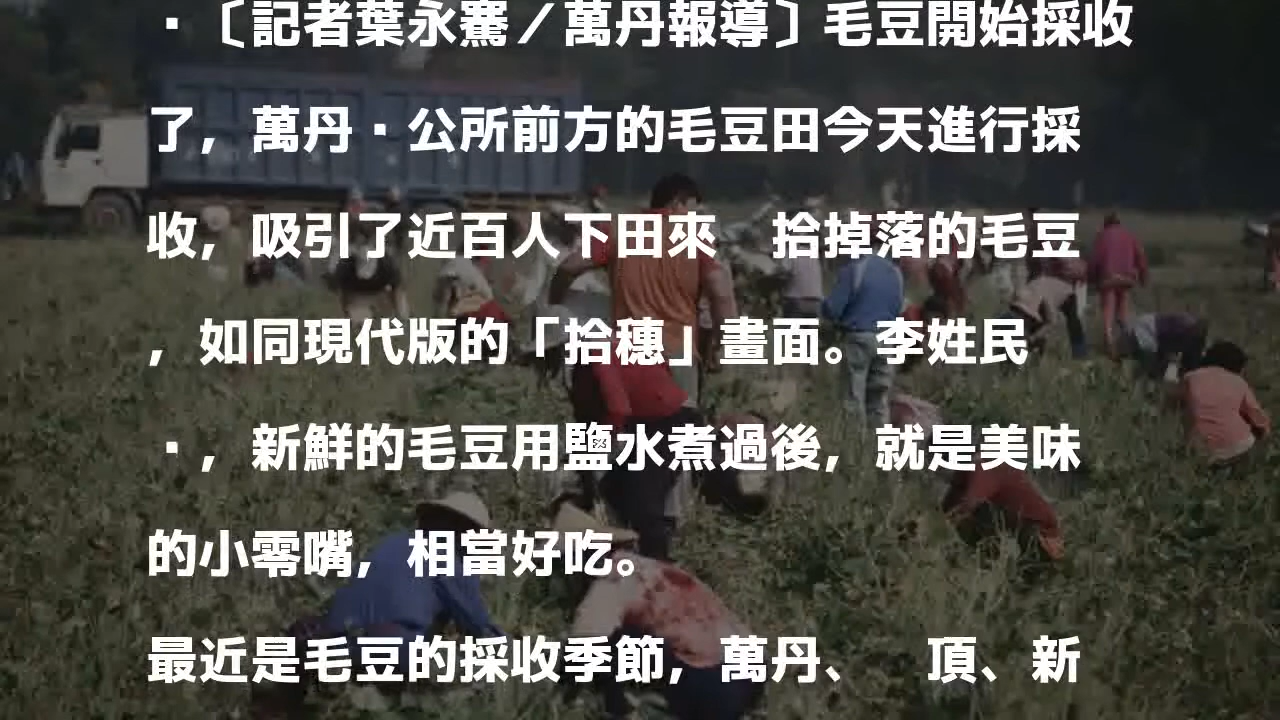 ·〔記者葉永騫／萬丹報導〕毛豆開始採收
了，萬丹·公所前方的毛豆田今天進行採
收，吸引了近百人下田來　拾掉落的毛豆
，如同現代版的「拾穗」畫面。李姓民
·，新鮮的毛豆用鹽水煮過後，就是美味
的小零嘴，相當好吃。
最近是毛豆的採收季節，萬丹、　頂、新